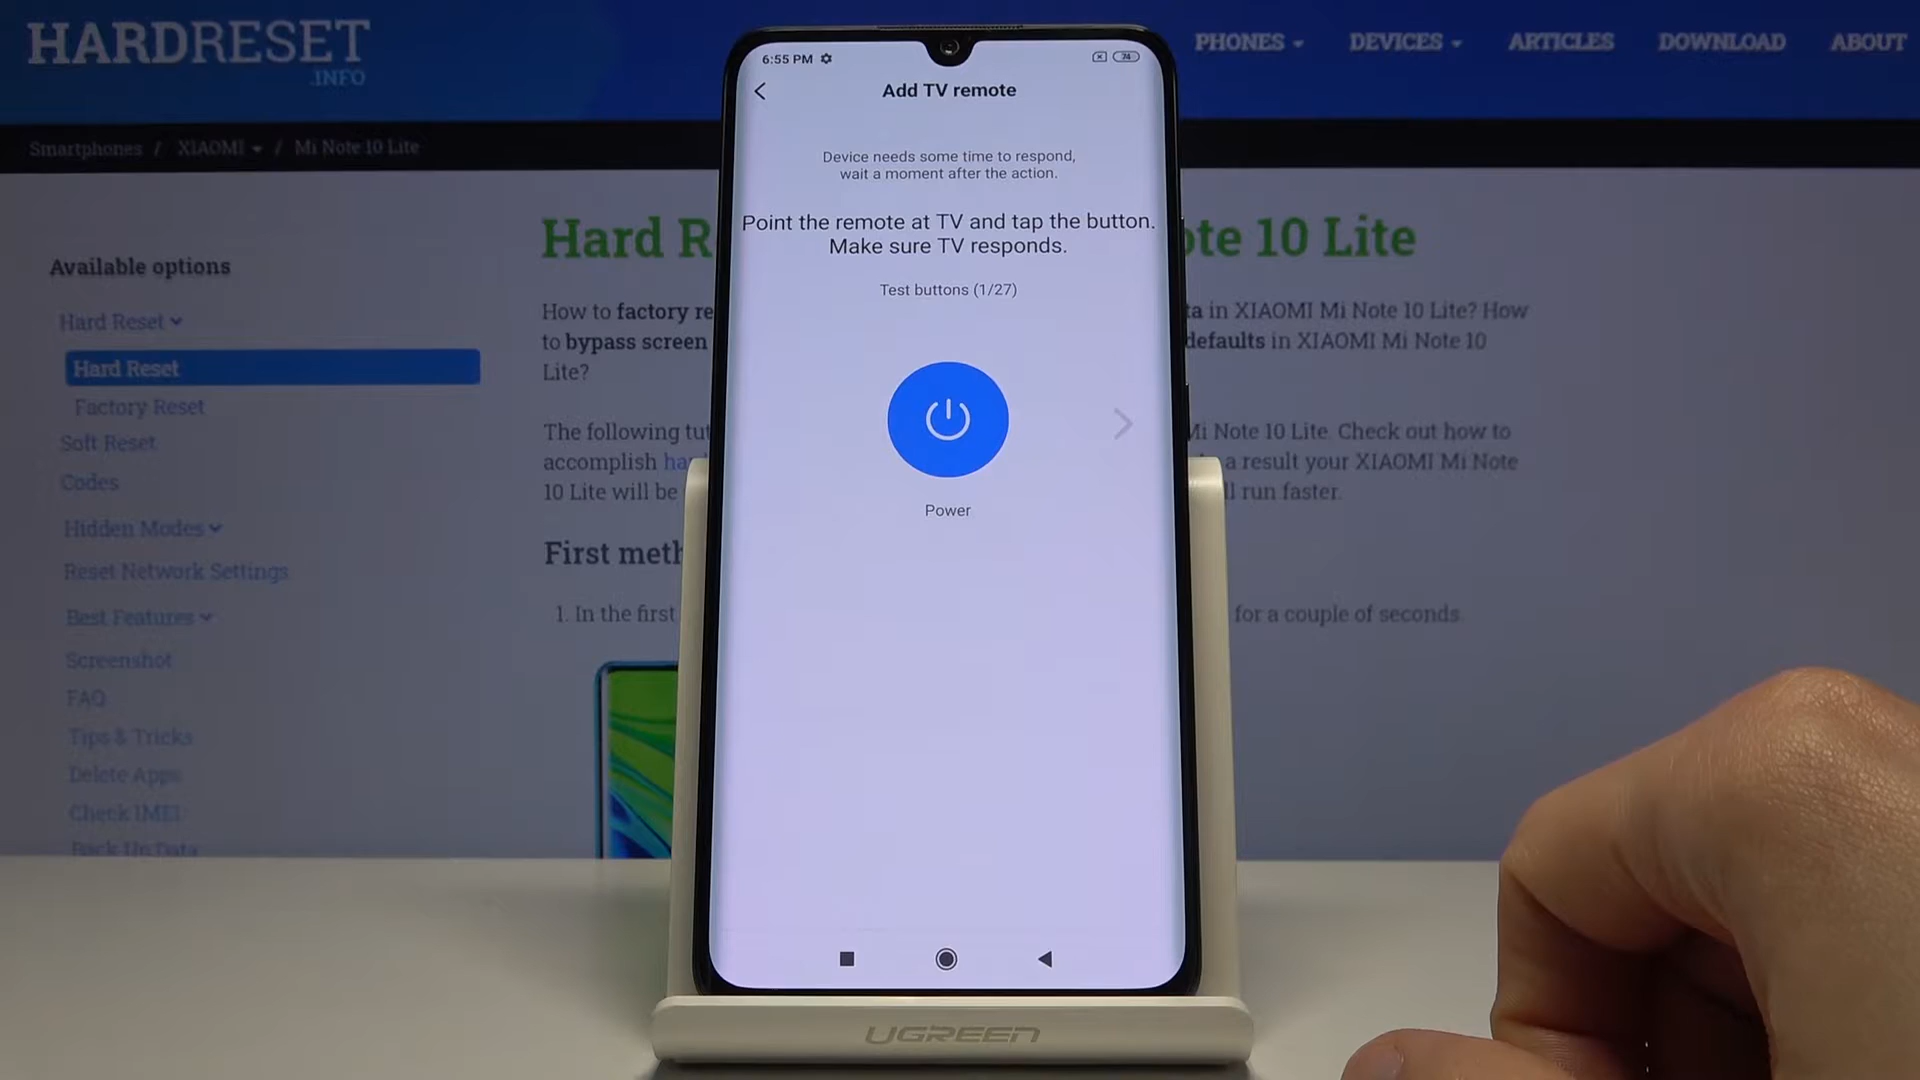 HARDRESET
.INFO
PHONES
DEVICES
ARTICLES
DOWNLOAD
ABOUT
Smartphones / XIAOMI / Mi Note 10 Lite
Available options
Hard Reset
Hard Reset
Factory Reset
Soft Reset
Codes
Hidden Modes
Reset Network Settings
Best Features
Screenshot
FAQ
Tips & Tricks
Delete Apps
Check IMEI
Back Up Data
Hard R
ote 10 Lite
How to factory re
ta in XIAOMI Mi Note 10 Lite? How
to bypass screen
defaults in XIAOMI Mi Note 10
Lite?
The following tut
Mi Note 10 Lite. Check out how to
accomplish ha
a result your XIAOMI Mi Note
10 Lite will be
ll run faster.
First meth
1. In the first
for a couple of seconds
6:55 PM
74
Add TV remote
Device needs some time to respond,
wait a moment after the action.
Point the remote at TV and tap the button.
Make sure TV responds.
Test buttons (1/27)
Power
UGREEN